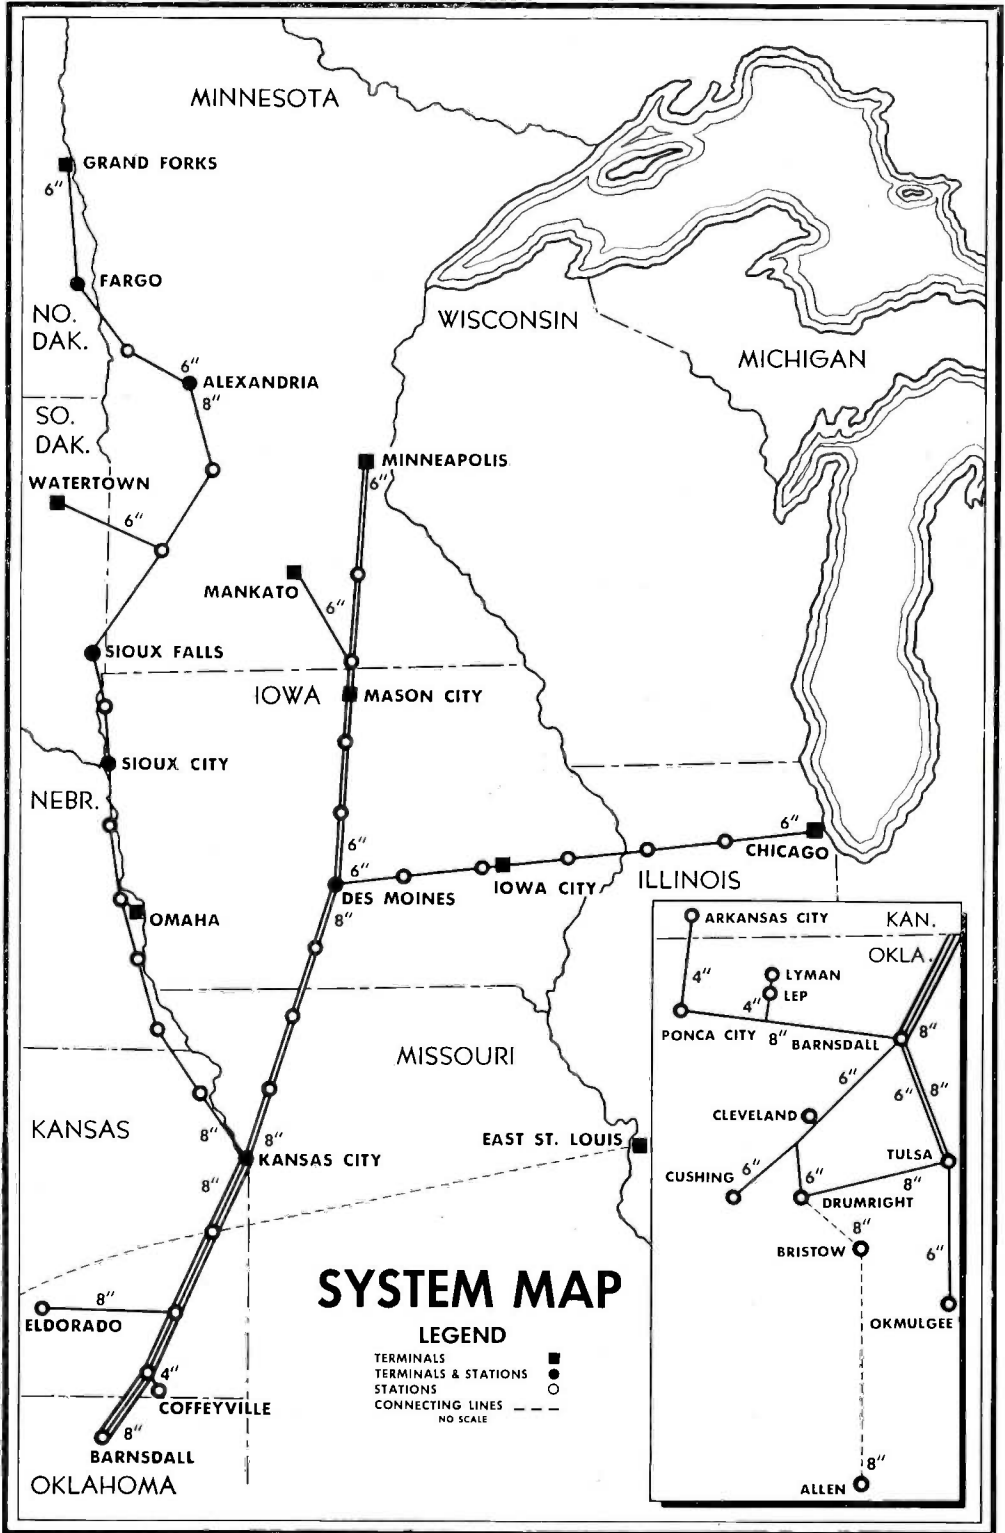 MINNESOTA
GRAND FORKS
6"
FARGO
NO.
DAK.
WISCONSIN
MICHIGAN
6"
ALEXANDRIA
8"
SO.
DAK.
MINNEAPOLIS
6"
WATERTOWN
6"
MANKATO
6"
SIOUX FALLS
IOWA
MASON CITY
SIOUX CITY
NEBR.
6"
CHICAGO
6"
6"
DES MOINES
IOWA CITY
ILLINOIS
8"
OMAHA
MISSOURI
KANSAS
8"
8"
KANSAS CITY
8"
EAST ST. LOUIS
8"
ELDORADO
4"
COFFEYVILLE
8"
BARNSDALL
OKLAHOMA
SYSTEM MAP
LEGEND
TERMINALS
TERMINALS & STATIONS
STATIONS
CONNECTING LINES
NO SCALE
ARKANSAS CITY
KAN.
OKLA.
4"
LYMAN
LEP
4"
PONCA CITY
8"
BARNSDALL
8"
6"
6"
8"
CLEVELAND
TULSA
CUSHING
6"
6"
8"
DRUMRIGHT
8"
BRISTOW
6"
OKMULGEE
8"
ALLEN